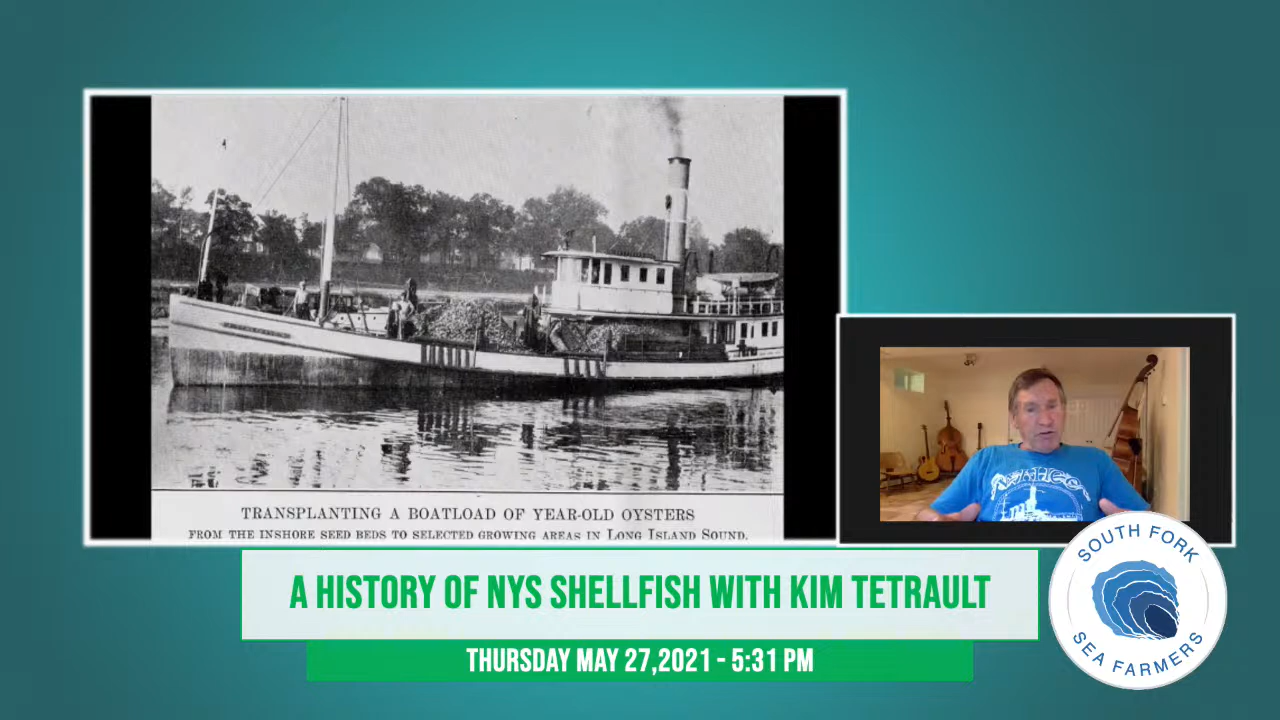 TRANSPLANTING A BOATLOAD OF YEAR-OLD OYSTERS
FROM THE INSHORE SEED BEDS TO SELECTED GROWING AREAS IN LONG ISLAND SOUND.
A HISTORY OF NYS SHELLFISH WITH KIM TETRAULT
THURSDAY MAY 27,2021 - 5:31 PM
SOUTH FORK
SEA FARMERS